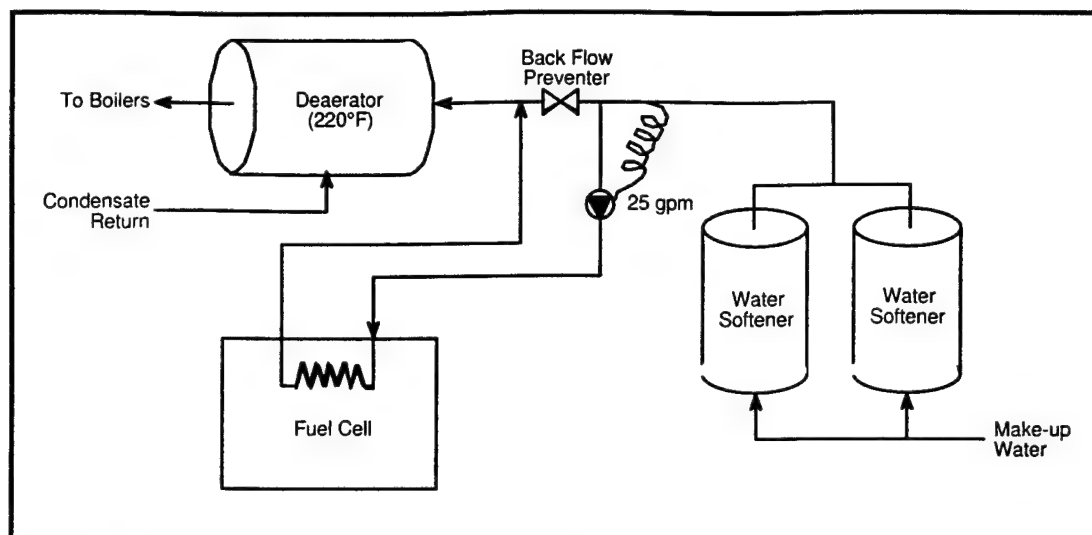 Back Flow
Preventer
To Boilers
Deaerator
(220°F)
Condensate
Return
25 gpm
Water
Softener
Water
Softener
Fuel Cell
Make-up
Water